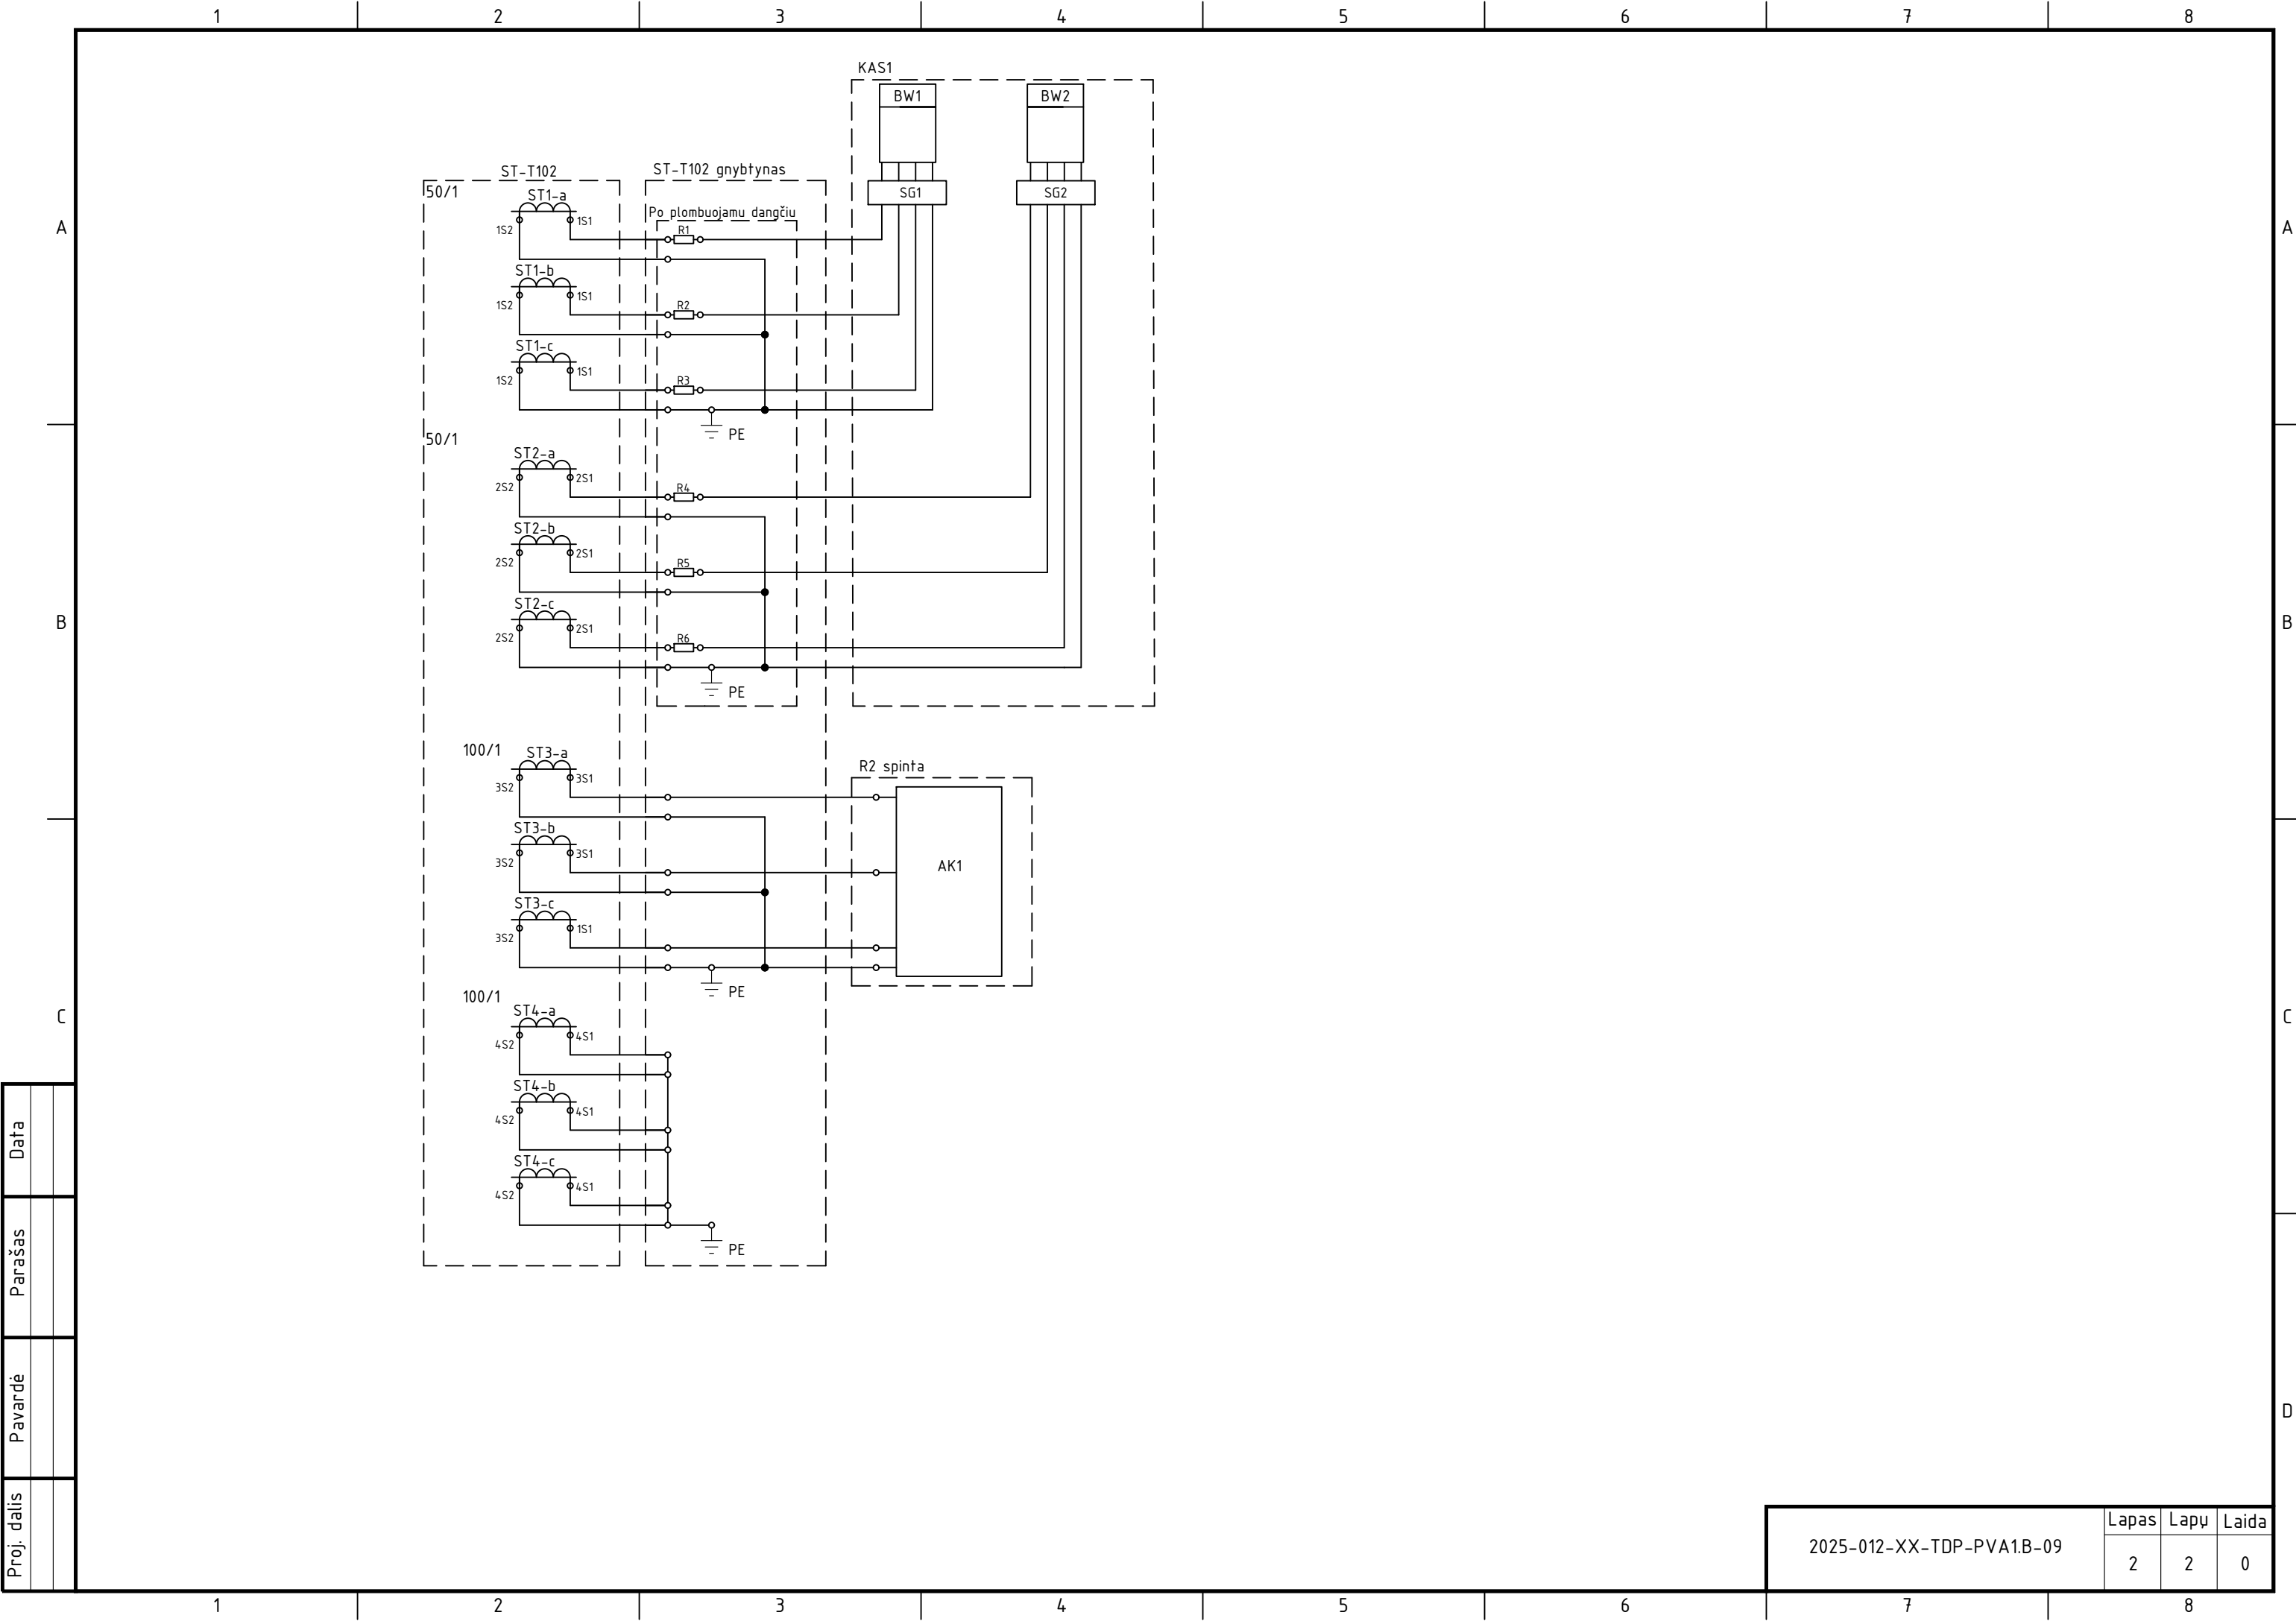 1 2 3 4 5 6 7 8
KAS1
BW1 BW2
ST-T102 ST-T102 gnybtynas
50/1 SG1 SG2
ST1-a
Po plombuojamu dangčiu
1S2 1S1 R1
A A
ST1-b
1S2 1S1 R2
ST1-c
1S2 1S1 R3
PE
50/1
ST2-a
2S2 2S1 R4
ST2-b
2S2 2S1 R5
ST2-c
B B
2S2 2S1 R6
PE
100/1 ST3-a
R2 spinta
3S2 3S1
ST3-b
3S2 3S1 AK1
ST3-c
3S2 1S1
PE
100/1
ST4-a
C C
4S2 4S1
ST4-b
4S2 4S1
ST4-c
4S2 4S1
PE
D
Data
Parašas
Pavardė
Proj. dalis
2025-012-XX-TDP-PVA1.B-09
Lapas Lapų Laida
2 2 0
1 2 3 4 5 6 7 8